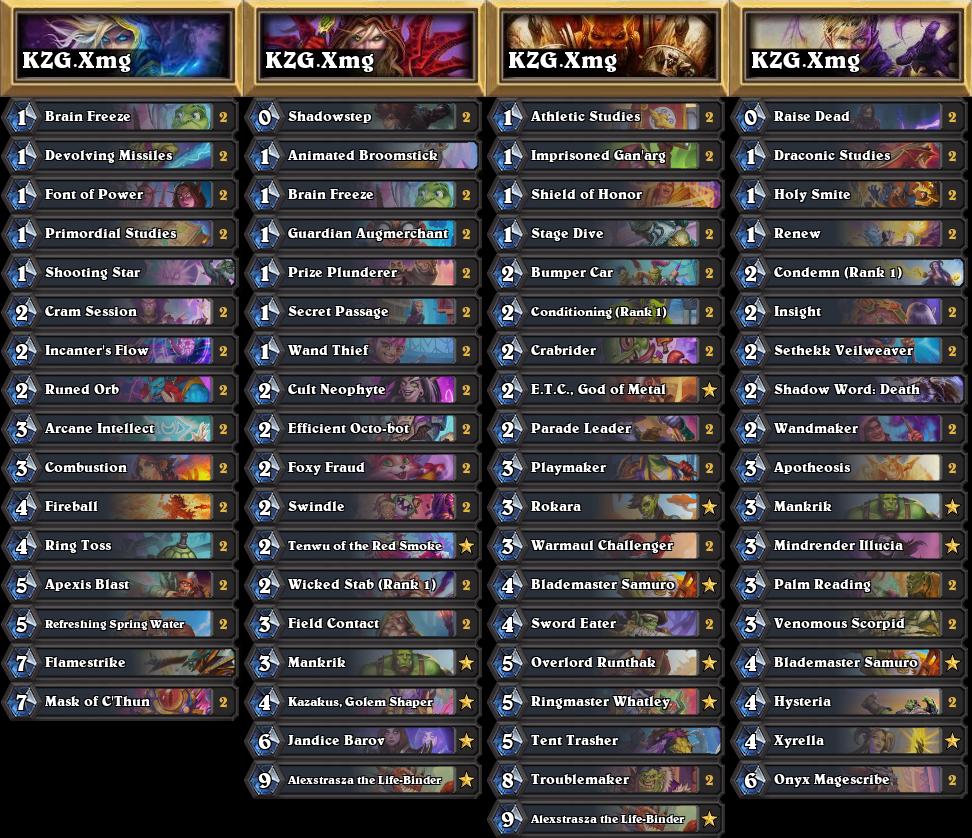 KZG.Xmg
1 Brain Freeze 2
1 Devolving Missiles 2
1 Font of Power 2
1 Primordial Studies 2
1 Shooting Star
2 Cram Session 2
2 Incanter's Flow 2
2 Runed Orb 2
3 Arcane Intellect 2
3 Combustion 2
4 Fireball 2
4 Ring Toss 2
5 Apexis Blast 2
5 Refreshing Spring Water 2
7 Flamestrike
7 Mask of C'Thun 2
KZG.Xmg
0 Shadowstep 2
1 Animated Broomstick
1 Brain Freeze 2
1 Guardian Augmerchant 2
1 Prize Plunderer 2
1 Secret Passage 2
1 Wand Thief 2
2 Cult Neophyte 2
2 Efficient Octo-bot 2
2 Foxy Fraud 2
2 Swindle 2
2 Tenwu of the Red Smoke
2 Wicked Stab (Rank 1) 2
3 Field Contact 2
3 Mankrik
4 Kazakus, Golem Shaper
6 Jandice Barov
9 Alexstrasza the Life-Binder
KZG.Xmg
1 Athletic Studies 2
1 Imprisoned Gan'arg 2
1 Shield of Honor
1 Stage Dive 2
2 Bumper Car 2
2 Conditioning (Rank 1) 2
2 Crabrider 2
2 E.T.C., God of Metal
2 Parade Leader 2
3 Playmaker 2
3 Rokara
3 Warmaul Challenger 2
4 Blademaster Samuro
4 Sword Eater 2
5 Overlord Runthak
5 Ringmaster Whatley
5 Tent Trasher
8 Troublemaker 2
9 Alexstrasza the Life-Binder
KZG.Xmg
0 Raise Dead 2
1 Draconic Studies 2
1 Holy Smite 2
1 Renew 2
2 Condemn (Rank 1)
2 Insight 2
2 Sethekk Veilweaver 2
2 Shadow Word: Death
2 Wandmaker 2
3 Apotheosis 2
3 Mankrik
3 Mindrender Illucia
3 Palm Reading 2
3 Venomous Scorpid 2
4 Blademaster Samuro
4 Hysteria 2
4 Xyrella
6 Onyx Magescribe 2